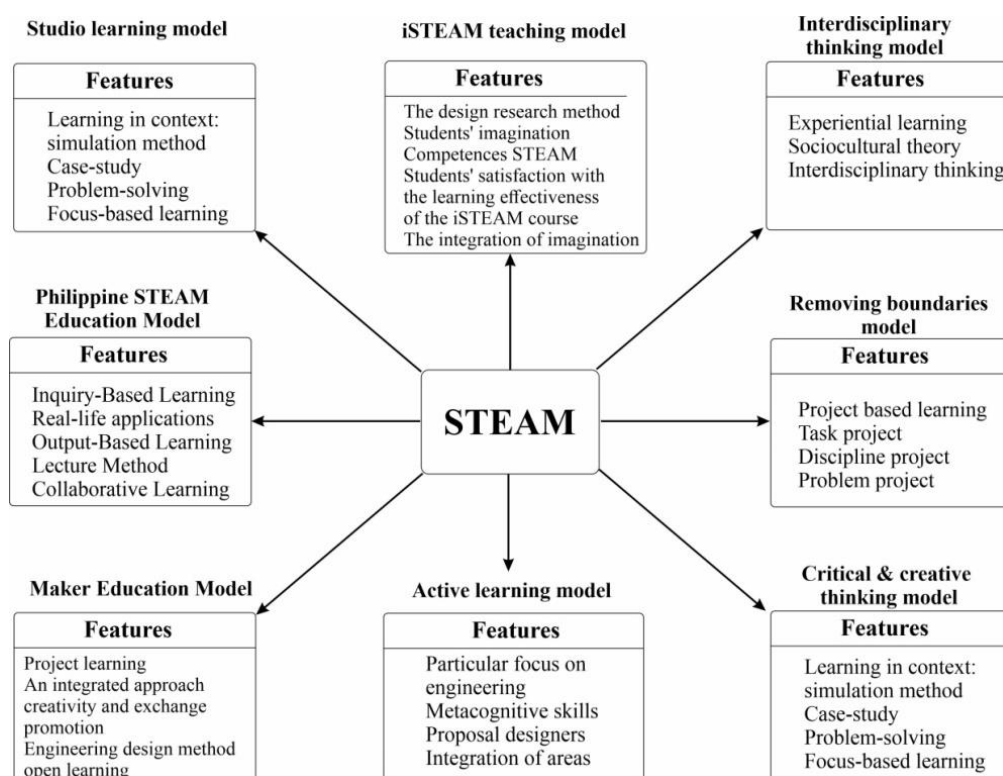 Studio learning model
Features
Learning in context:
simulation method
Case-study
Problem-solving
Focus-based learning
iSTEAM teaching model
Features
The design research method
Students' imagination
Competences STEAM
Students' satisfaction with
the learning effectiveness
of the iSTEAM course
The integration of imagination
Interdisciplinary
thinking model
Features
Experiential learning
Sociocultural theory
Interdisciplinary thinking
Philippine STEAM
Education Model
Features
Inquiry-Based Learning
Real-life applications
Output-Based Learning
Lecture Method
Collaborative Learning
STEAM
Removing boundaries
model
Features
Project based learning
Task project
Discipline project
Problem project
Maker Education Model
Features
Project learning
An integrated approach
creativity and exchange
promotion
Engineering design method
open learning
Active learning model
Features
Particular focus on
engineering
Metacognitive skills
Proposal designers
Integration of areas
Critical & creative
thinking model
Features
Learning in context:
simulation method
Case-study
Problem-solving
Focus-based learning